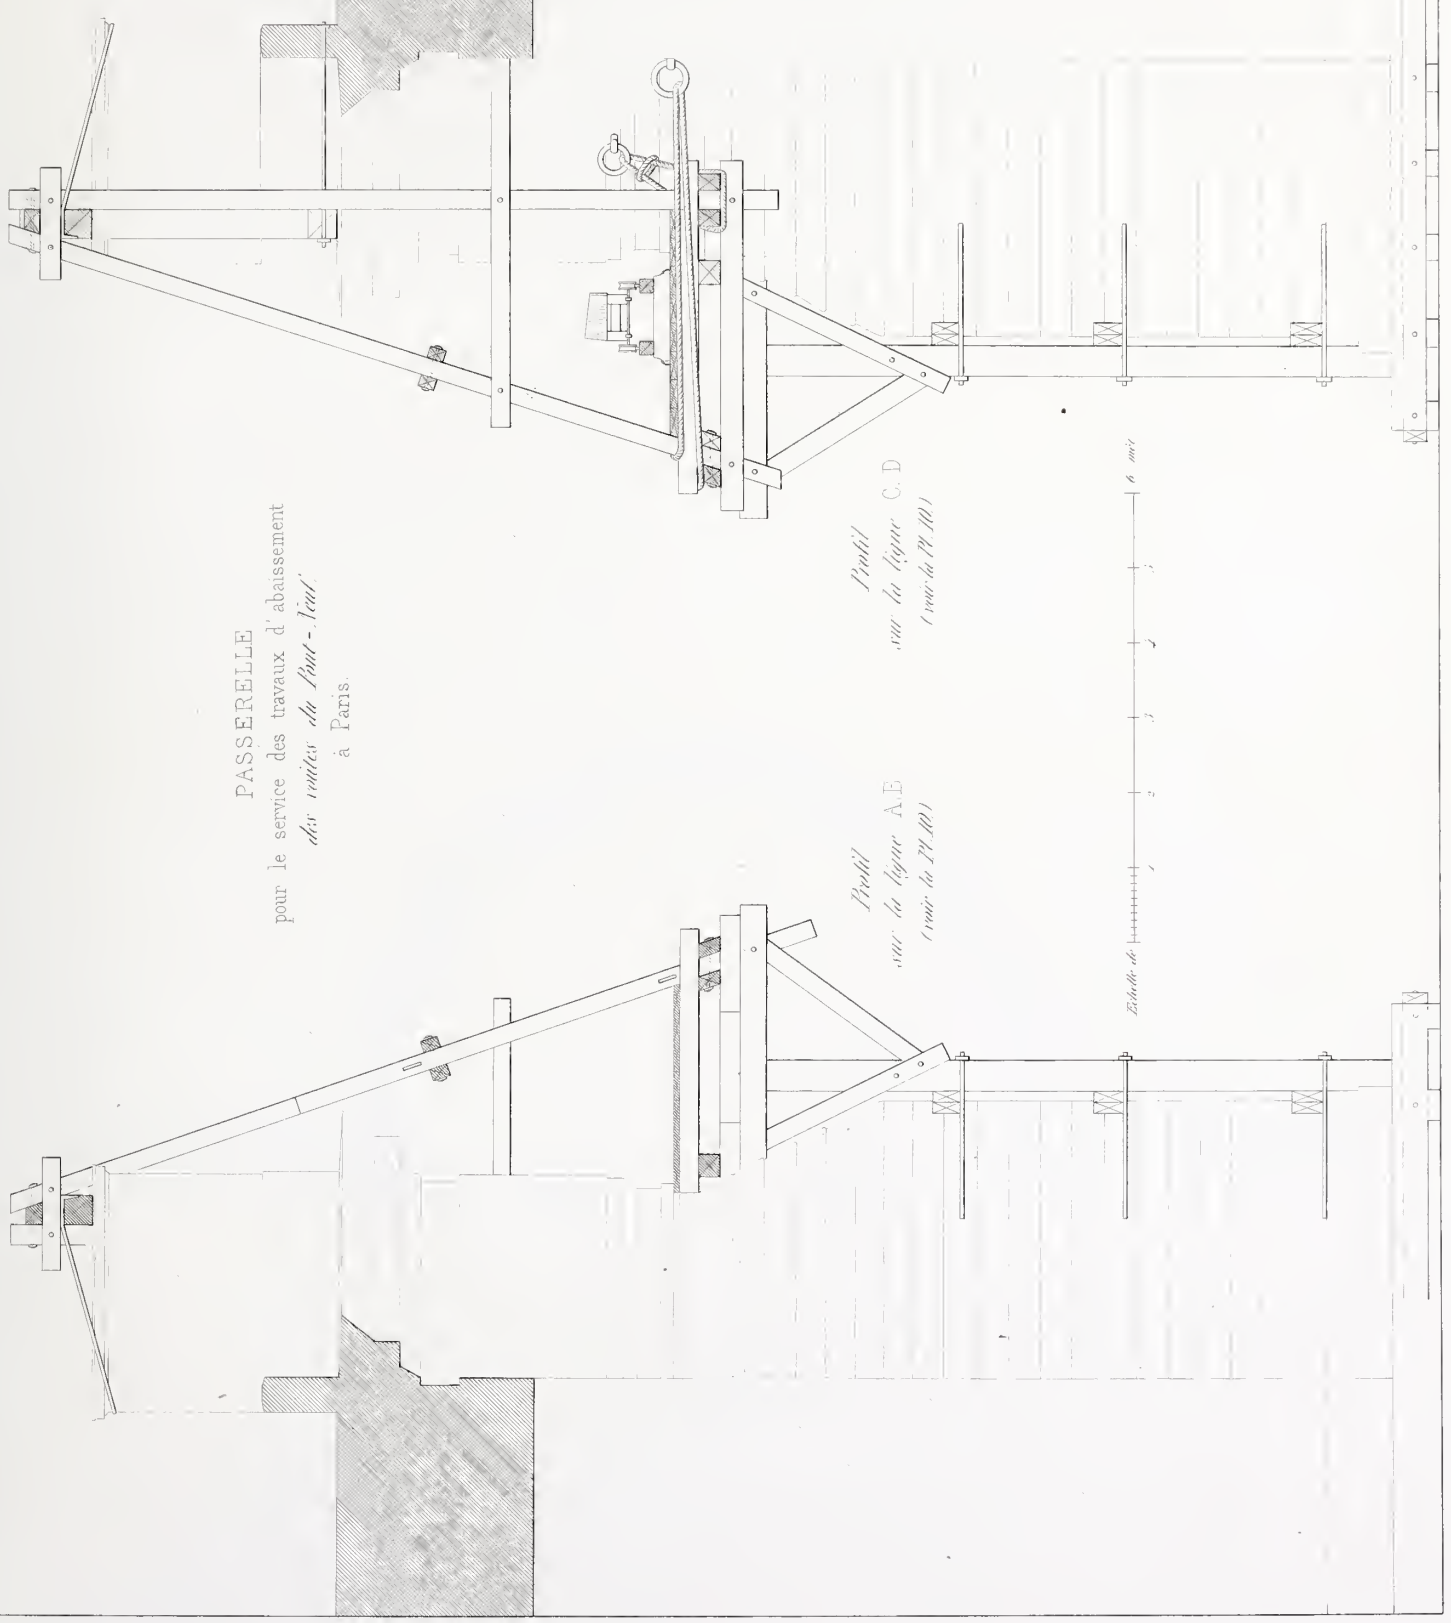 PASSERELLE
pour le service des travaux d'abaissement
des voûtes du Pont-Neuf.
à Paris.
Profil
sur la ligne A.B
(voir la Pl. 10)
Profil
sur la ligne C.D
(voir la Pl. 10)
Echelle de 1 2 3 4 5 6 mèt